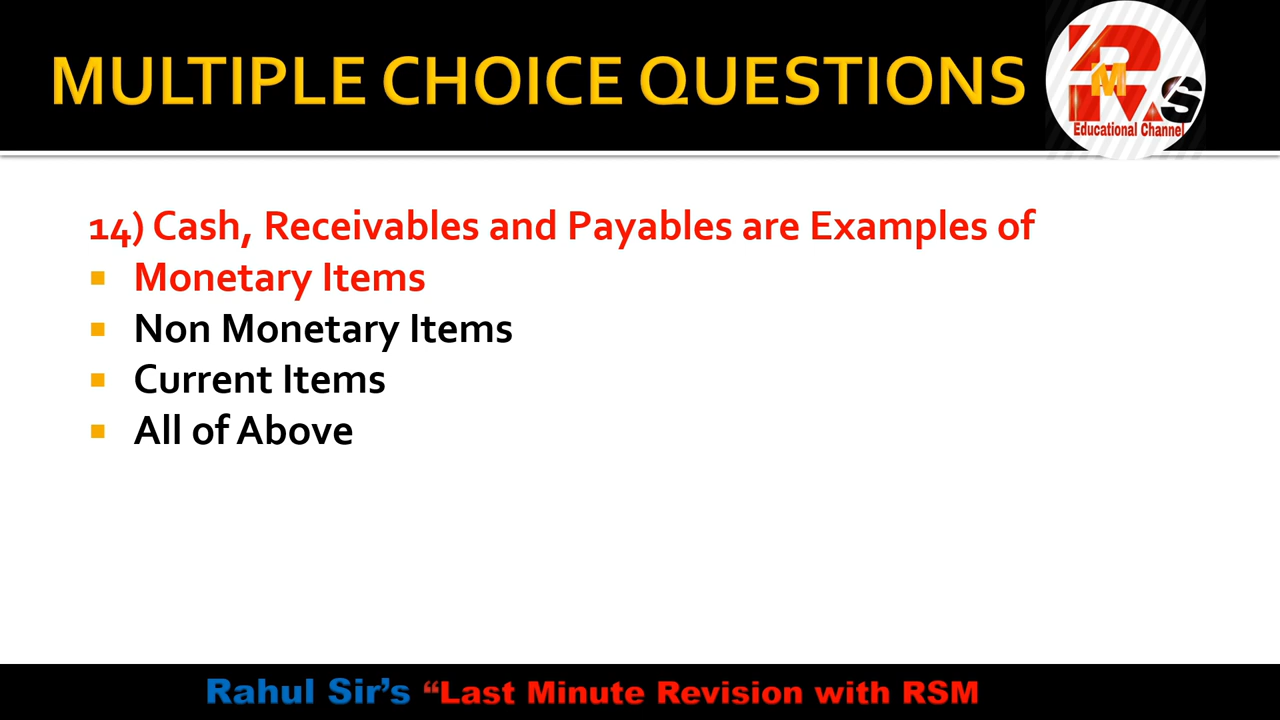 MULTIPLE CHOICE QUESTIONS
RMS
Educational Channel
14) Cash, Receivables and Payables are Examples of
Monetary Items
Non Monetary Items
Current Items
All of Above
Rahul Sir’s “Last Minute Revision with RSM